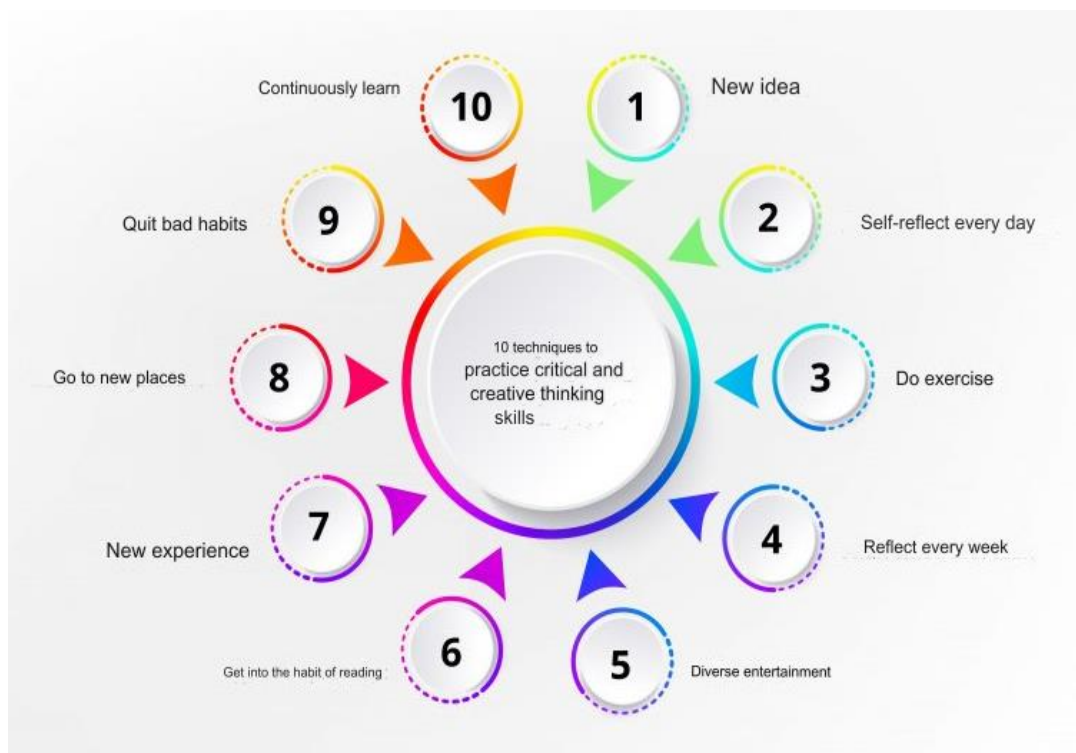 10 techniques to
practice critical and
creative thinking
skills
1
New idea
2
Self-reflect every day
3
Do exercise
4
Reflect every week
5
Diverse entertainment
6
Get into the habit of reading
7
New experience
8
Go to new places
9
Quit bad habits
10
Continuously learn